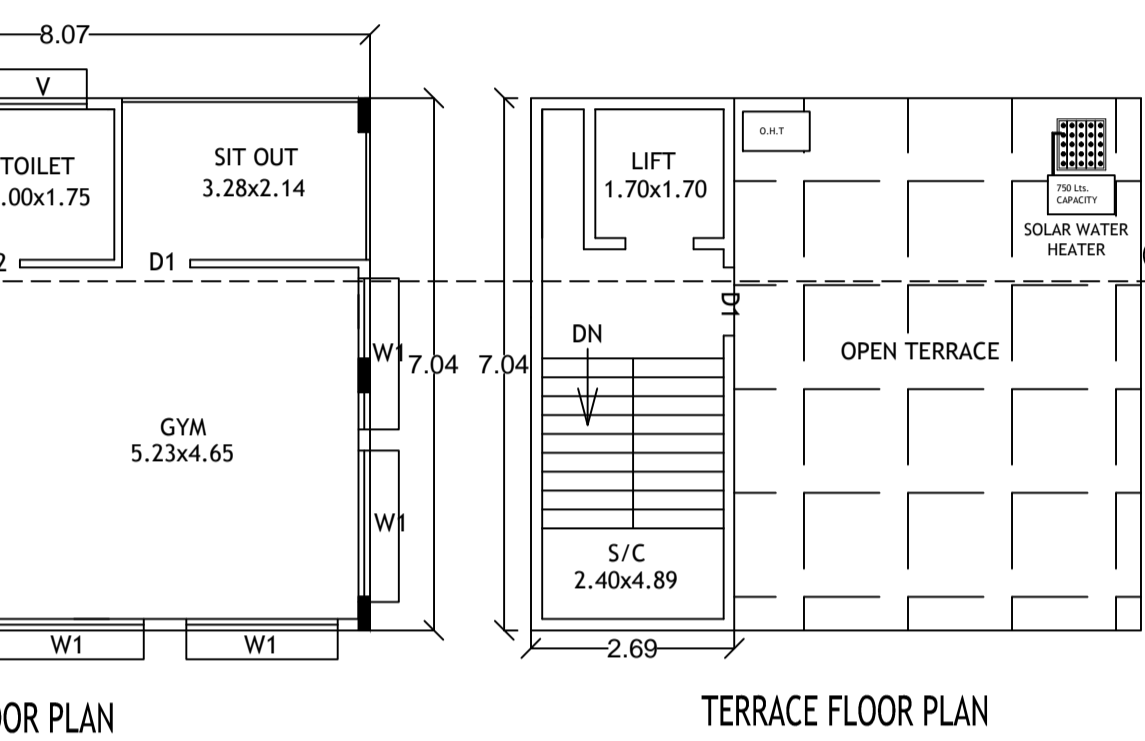 8.07
V
TOILET
.00x1.75
SIT OUT
3.28x2.14
2
D1
W1
7.04
GYM
5.23x4.65
W1
W1
W1
OOR PLAN
O.H.T
LIFT
1.70x1.70
750 Lts.
CAPACITY
SOLAR WATER
HEATER
D1
DN
OPEN TERRACE
7.04
S/C
2.40x4.89
2.69
TERRACE FLOOR PLAN